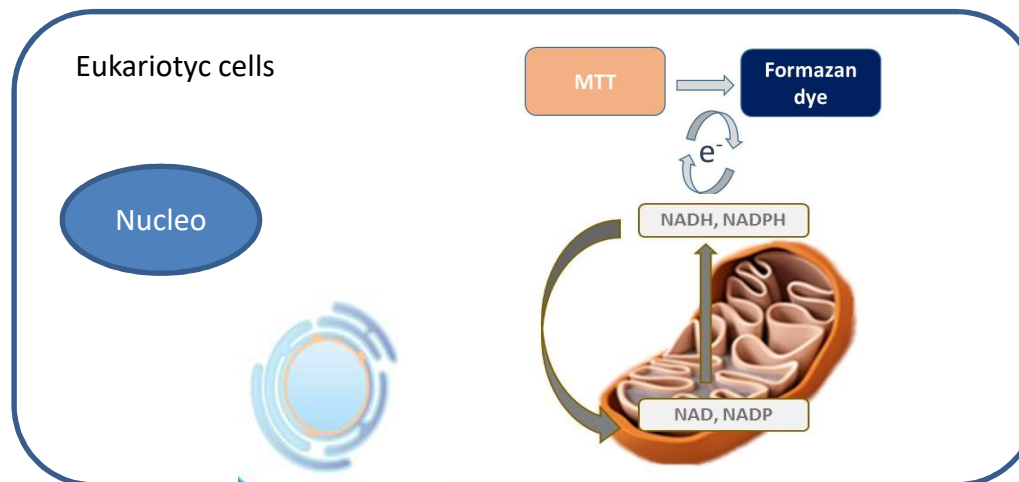 Eukariotyc cells
MTT
Formazan
dye
e-
Nucleo
NADH, NADPH
NAD, NADP